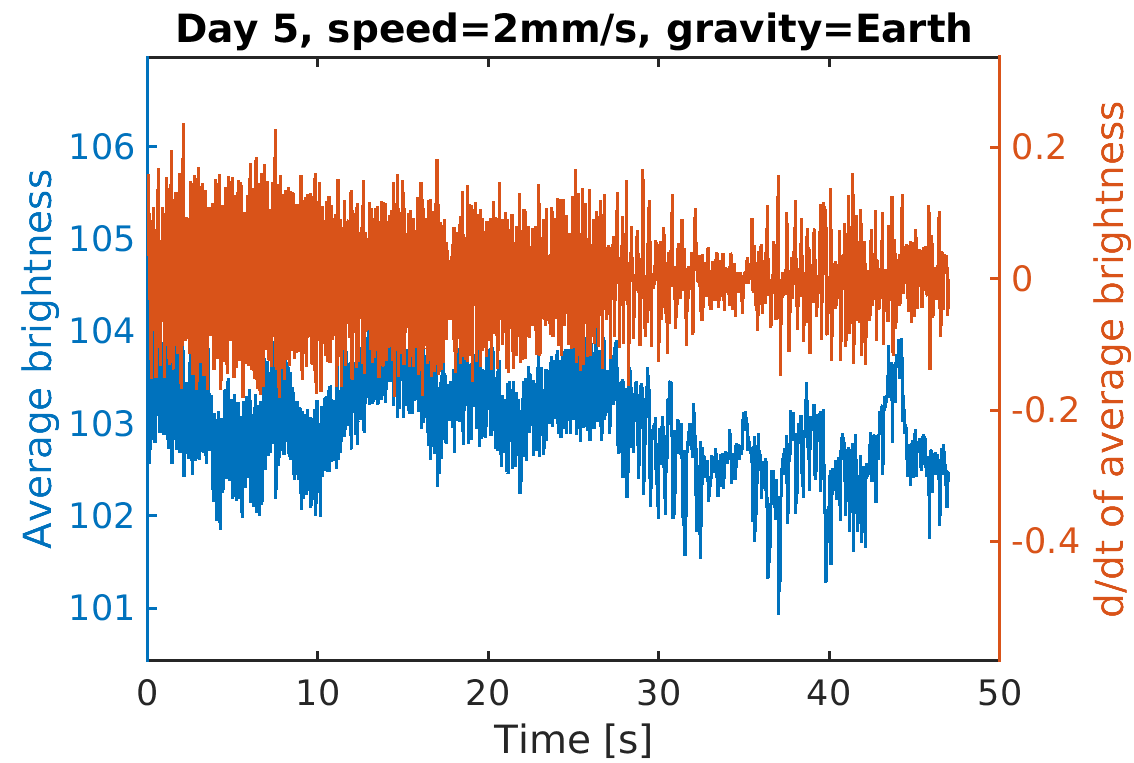 Day 5, speed=2mm/s, gravity=Earth
Average brightness
106
105
104
103
102
101
0.2
0
-0.2
-0.4
d/dt of average brightness
0 10 20 30 40 50
Time [s]